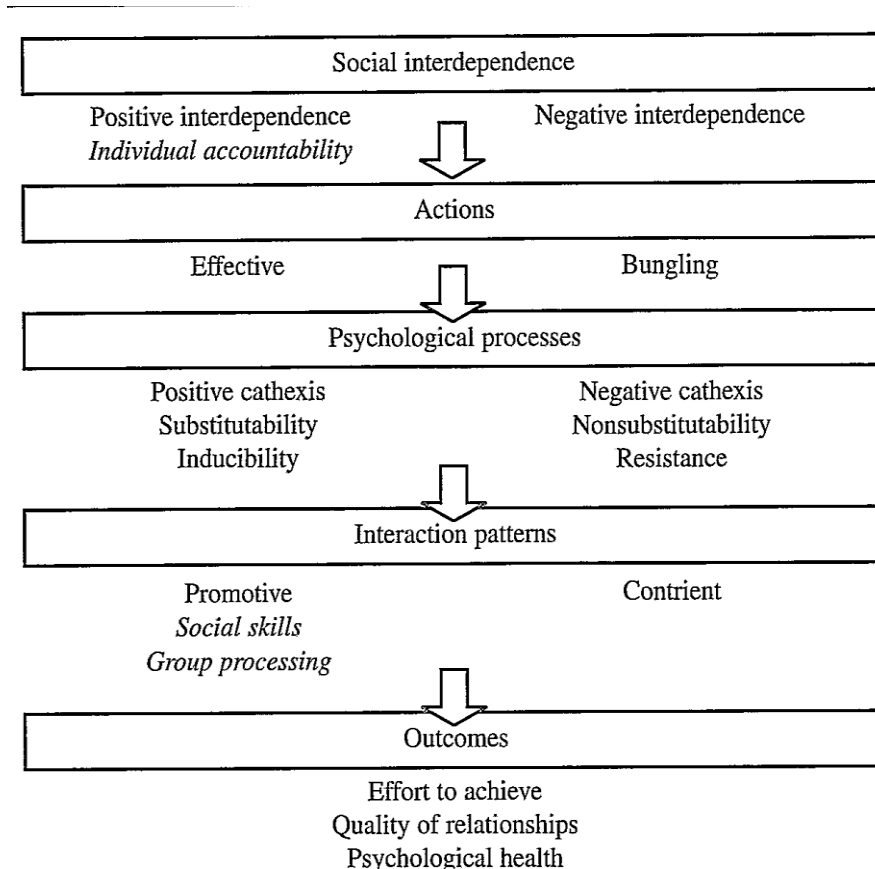 Social interdependence
Positive interdependence Negative interdependence
Individual accountability
Actions
Effective Bungling
Psychological processes
Positive cathexis Negative cathexis
Substitutability Nonsubstitutability
Inducibility Resistance
Interaction patterns
Promotive Contrient
Social skills
Group processing
Outcomes
Effort to achieve
Quality of relationships
Psychological health